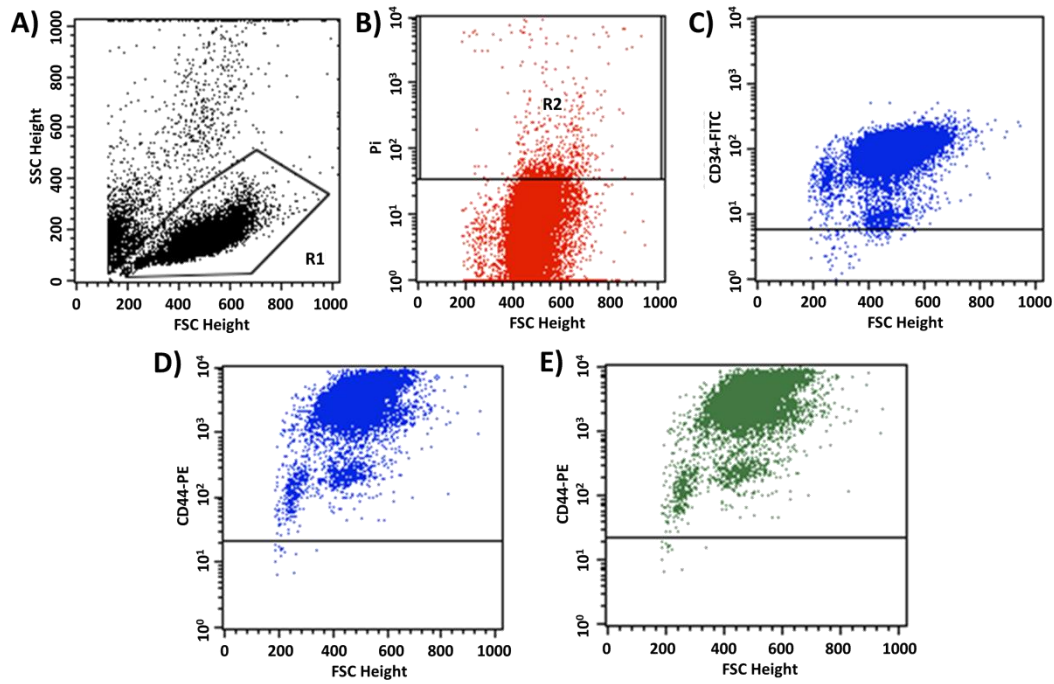 A)
SSC Height
1000
800
600
400
200
0
R1
0 200 400 600 800 1000
FSC Height
B)
Pi
10⁴
10³
10²
10¹
10⁰
R2
0 200 400 600 800 1000
FSC Height
C)
CD34-FITC
10⁴
10³
10²
10¹
10⁰
0 200 400 600 800 1000
FSC Height
D)
CD44-PE
10⁴
10³
10²
10¹
10⁰
0 200 400 600 800 1000
FSC Height
E)
CD44-PE
10⁴
10³
10²
10¹
10⁰
0 200 400 600 800 1000
FSC Height